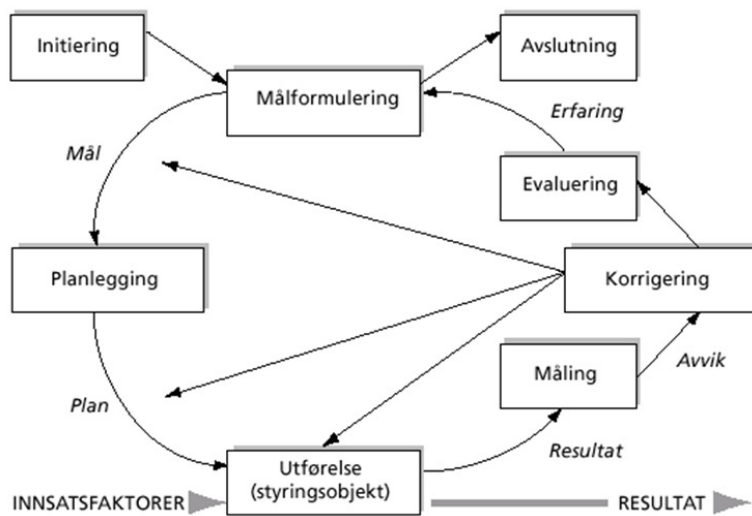 Initiering
Avslutning
Målformulering
Erfaring
Mål
Evaluering
Planlegging
Korrigering
Måling
Avvik
Plan
Resultat
Utførelse
(styringsobjekt)
INNSATSFAKTORER
RESULTAT